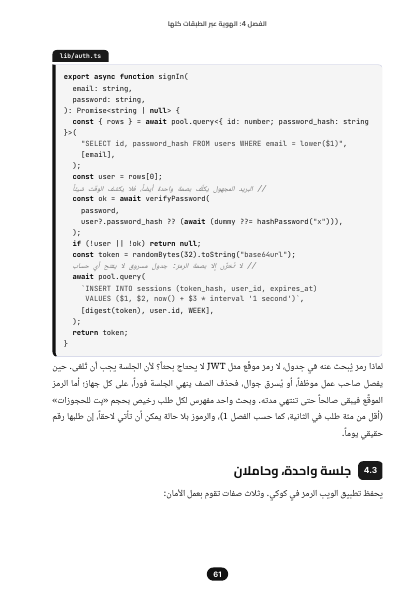 الفصل 4: الهوية عبر الطبقات كلها
lib/auth.ts
export async function signIn(
  email: string,
  password: string,
): Promise<string | null> {
  const { rows } = await pool.query<{ id: number; password_hash: string
}>(
    "SELECT id, password_hash FROM users WHERE email = lower($1)",
    [email],
  );
  const user = rows[0];
  // البريد المجهول يكلّف بصمة واحدة أيضاً، فلا يكشف الوقت شيئاً
  const ok = await verifyPassword(
    password,
    user?.password_hash ?? (await (dummy ??= hashPassword("x"))),
  );
  if (!user || !ok) return null;
  const token = randomBytes(32).toString("base64url");
  // لا تُخزَّن إلا بصمة الرمز: جدول مسروق لا يفتح أي حساب
  await pool.query(
    `INSERT INTO sessions (token_hash, user_id, expires_at)
     VALUES ($1, $2, now() + $3 * interval '1 second')`,
    [digest(token), user.id, WEEK],
  );
  return token;
}
لماذا رمز يُبحث عنه في جدول، لا رمز موقّع مثل JWT لا يحتاج بحثاً؟ لأن الجلسة يجب أن تُلغى. حين
يفصل صاحب عمل موظفاً، أو يُسرق جوال، فحذف الصف ينهي الجلسة فوراً، على كل جهاز؛ أما الرمز
الموقّع فيبقى صالحاً حتى تنتهي مدته. وبحث واحد مفهرس لكل طلب رخيص بحجم «بِت للحجوزات»
(أقل من مئة طلب في الثانية، كما حسب الفصل 1)، والرموز بلا حالة يمكن أن تأتي لاحقاً، إن طلبها رقم
حقيقي يوماً.
4.3 جلسة واحدة، وحاملان
يحفظ تطبيق الويب الرمز في كوكي. وثلاث صفات تقوم بعمل الأمان:
61